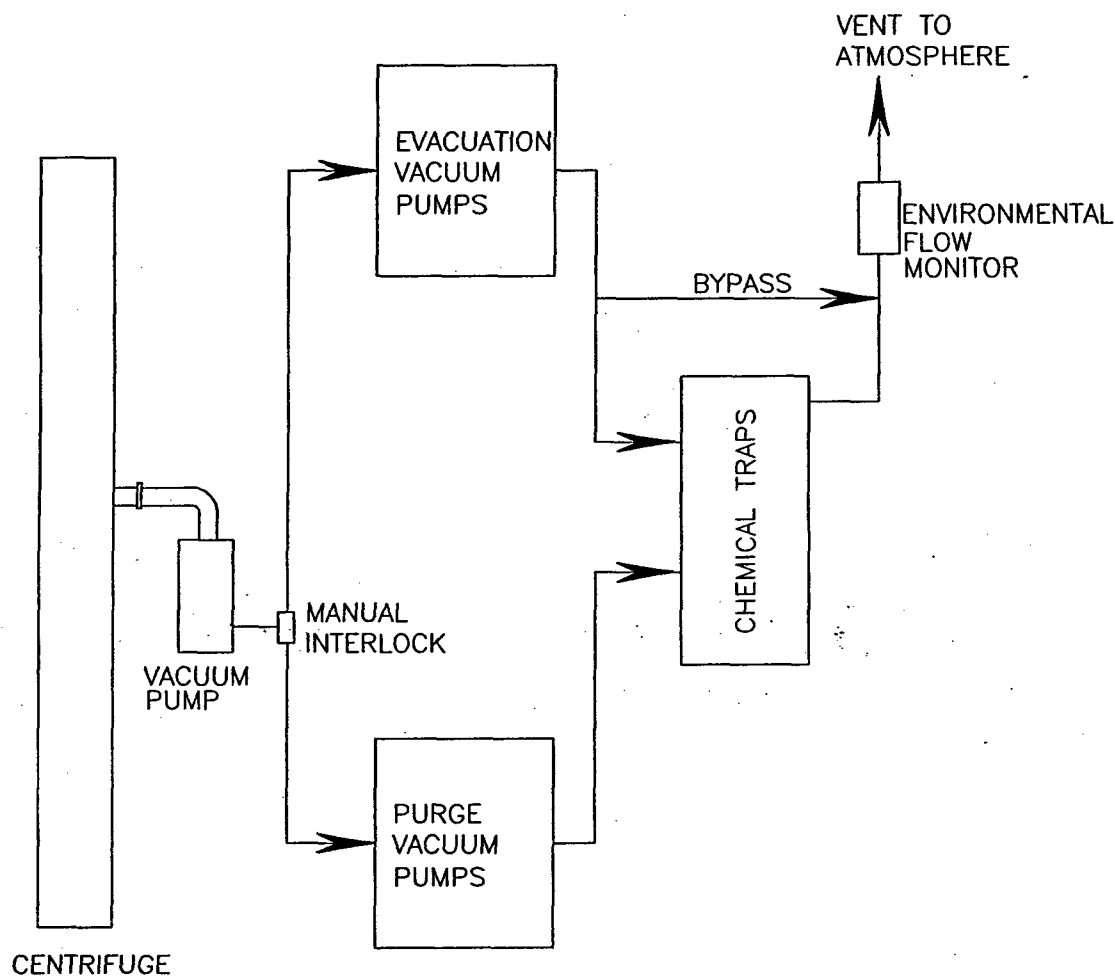 VENT TO
ATMOSPHERE
EVACUATION
VACUUM
PUMPS
ENVIRONMENTAL
FLOW
MONITOR
BYPASS
CHEMICAL TRAPS
MANUAL
INTERLOCK
VACUUM
PUMP
PURGE
VACUUM
PUMPS
CENTRIFUGE